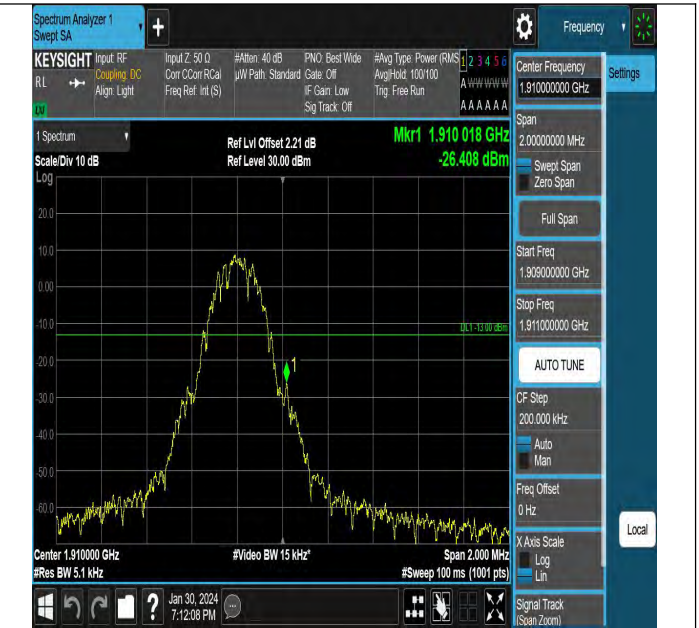 Spectrum Analyzer 1
Swept SA
+
Frequency
KEYSIGHT
RL
Input: RF
Coupling: DC
Align: Light
Input Z: 50 Ω
Corr CCorr RCal
Freq Ref: Int (S)
#Atten: 40 dB
µW Path: Standard
PNO: Best Wide
Gate: Off
IF Gain: Low
Sig Track: Off
#Avg Type: Power (RMS
Avg|Hold: 100/100
Trig: Free Run
1 2 3 4 5 6
A W W W W W
A A A A A A
1 Spectrum
Scale/Div 10 dB
Log
Ref Lvl Offset 2.21 dB
Ref Level 30.00 dBm
Mkr1 1.910 018 GHz
-26.408 dBm
20.0
10.0
0.00
-10.0
-20.0
-30.0
-40.0
-50.0
-60.0
DL1 -13.00 dBm
1
Center 1.910000 GHz
#Res BW 5.1 kHz
#Video BW 15 kHz*
Span 2.000 MHz
#Sweep 100 ms (1001 pts)
Center Frequency
1.910000000 GHz
Settings
Span
2.00000000 MHz
Swept Span
Zero Span
Full Span
Start Freq
1.909000000 GHz
Stop Freq
1.911000000 GHz
AUTO TUNE
CF Step
200.000 kHz
Auto
Man
Freq Offset
0 Hz
X Axis Scale
Log
Lin
Signal Track
(Span Zoom)
Local
?
Jan 30, 2024
7:12:08 PM